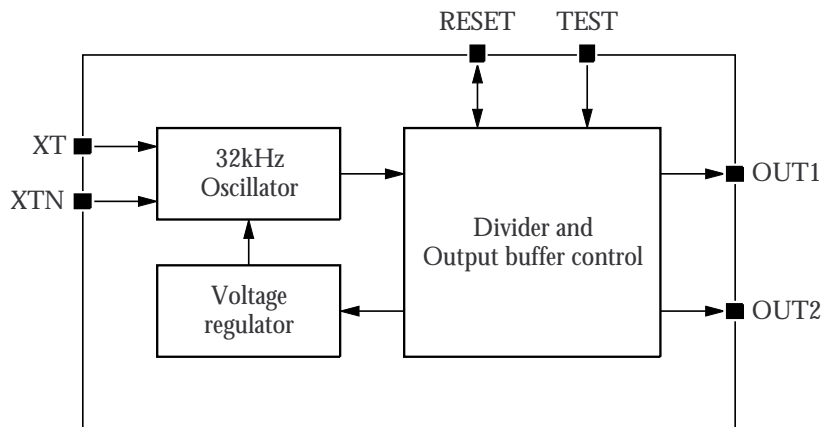 RESET
TEST
XT
XTN
32kHz
Oscillator
Voltage
regulator
Divider and
Output buffer control
OUT1
OUT2